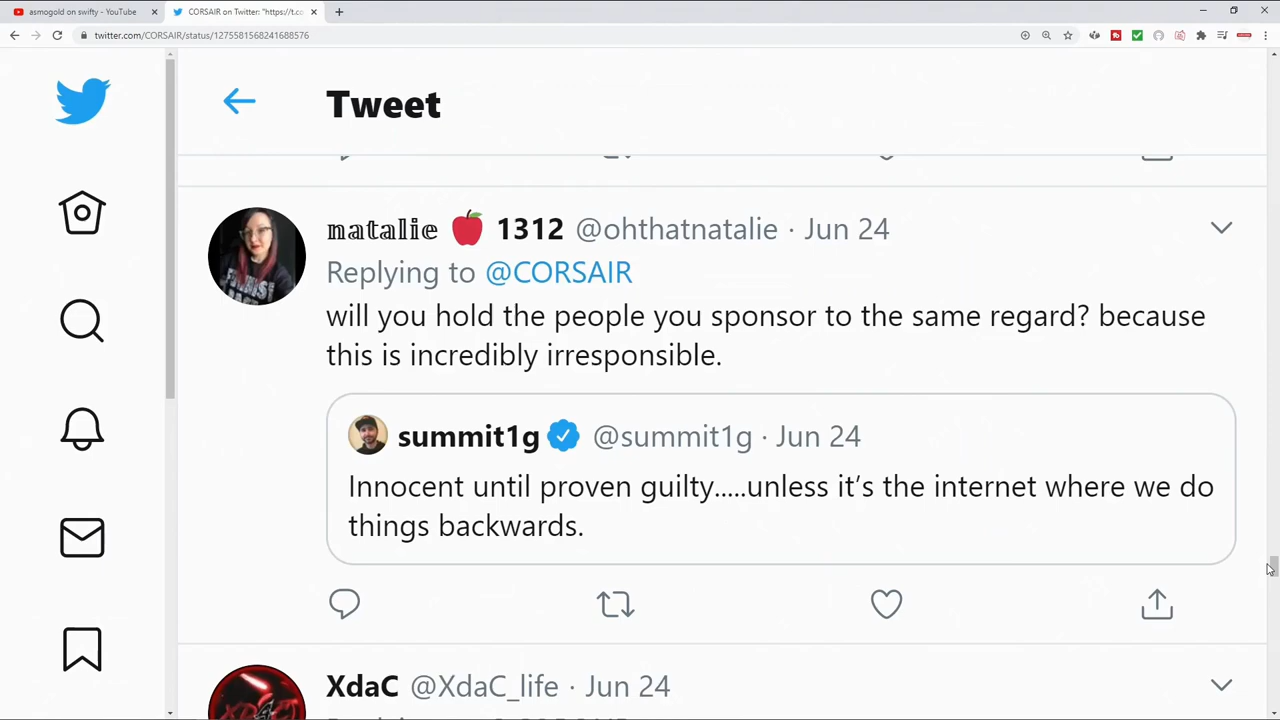 asmogold on swifty - YouTube
CORSAIR on Twitter: "https://t.co
twitter.com/CORSAIR/status/1275581568241688576
Tweet
𝕟𝕒𝕥𝕒𝕝𝕚𝕖 🍎 1312 @ohthatnatalie · Jun 24
Replying to @CORSAIR
will you hold the people you sponsor to the same regard? because
this is incredibly irresponsible.
summit1g @summit1g · Jun 24
Innocent until proven guilty.....unless it’s the internet where we do
things backwards.
XdaC @XdaC_life · Jun 24